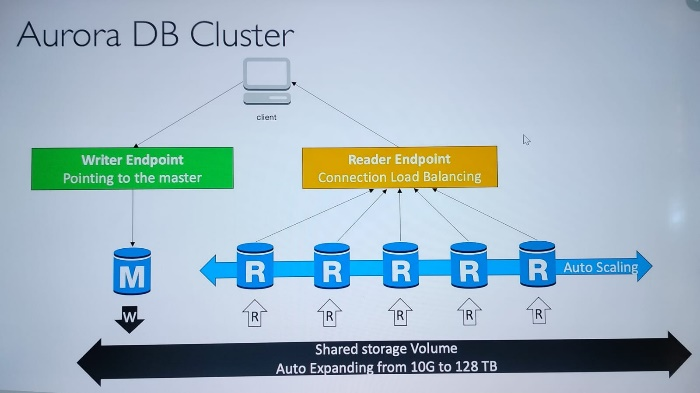 Aurora DB Cluster
client
Writer Endpoint
Pointing to the master
Reader Endpoint
Connection Load Balancing
M
R
R
R
R
R
Auto Scaling
W
R
R
R
R
R
Shared storage Volume
Auto Expanding from 10G to 128 TB